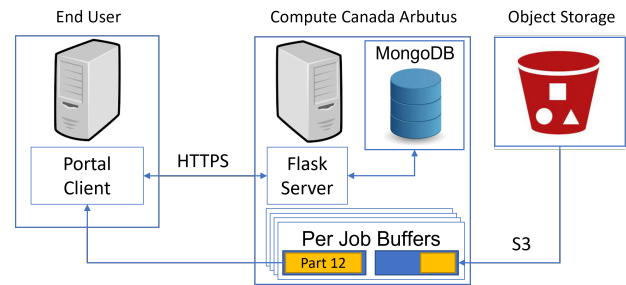 End User
Compute Canada Arbutus
Object Storage
MongoDB
Portal
Client
HTTPS
Flask
Server
Per Job Buffers
Part 12
S3